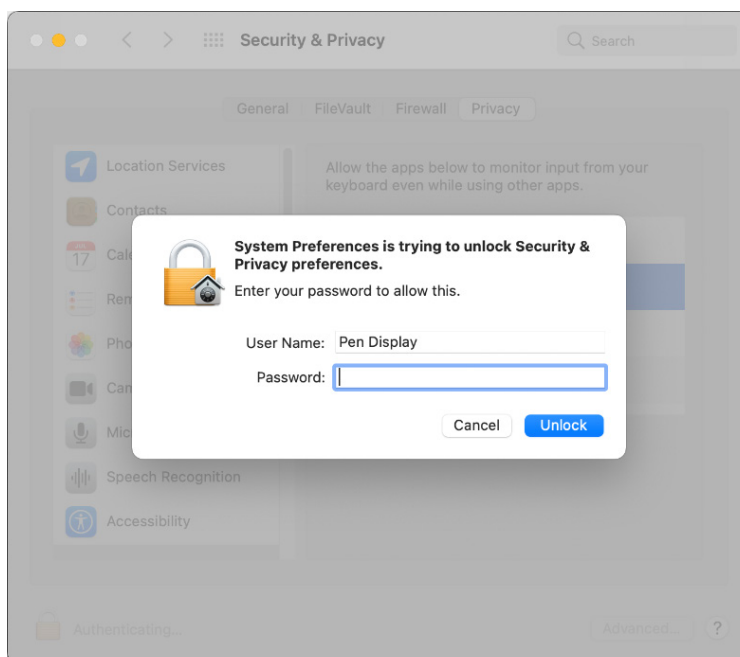 Security & Privacy
Search
General
FileVault
Firewall
Privacy
Location Services
Allow the apps below to monitor input from your
keyboard even while using other apps.
Contacts
17
System Preferences is trying to unlock Security &
Privacy preferences.
Enter your password to allow this.
User Name: Pen Display
Password:
Cancel
Unlock
Speech Recognition
Accessibility
Authenticating...
Advanced...
?